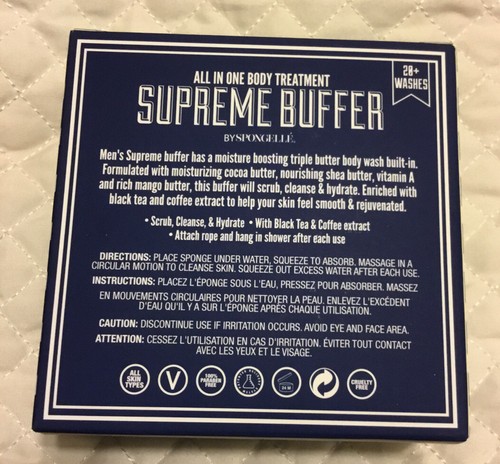 ALL IN ONE BODY TREATMENT
20+
WASHES
SUPREME BUFFER
BY SPONGELLÉ.
Men's Supreme buffer has a moisture boosting triple butter body wash built-in.
Formulated with moisturizing cocoa butter, nourishing shea butter, vitamin A
and rich mango butter, this buffer will scrub, cleanse & hydrate. Enriched with
black tea and coffee extract to help your skin feel smooth & rejuvenated.
• Scrub, Cleanse, & Hydrate • With Black Tea & Coffee extract
• Attach rope and hang in shower after each use
DIRECTIONS: PLACE SPONGE UNDER WATER, SQUEEZE TO ABSORB. MASSAGE IN A
CIRCULAR MOTION TO CLEANSE SKIN. SQUEEZE OUT EXCESS WATER AFTER EACH USE.
INSTRUCTIONS: PLACEZ L'ÉPONGE SOUS L'EAU, PRESSEZ POUR ABSORBER. MASSEZ
EN MOUVEMENTS CIRCULAIRES POUR NETTOYER LA PEAU. ENLEVEZ L'EXCÉDENT
D'EAU QU'IL Y A SUR L'ÉPONGE APRÈS CHAQUE UTILISATION.
CAUTION: DISCONTINUE USE IF IRRITATION OCCURS. AVOID EYE AND FACE AREA.
ATTENTION: CESSEZ L'UTILISATION EN CAS D'IRRITATION. ÉVITER TOUT CONTACT
AVEC LES YEUX ET LE VISAGE.
ALL
SKIN
TYPES
V
100%
PARABEN
FREE
24 M
CRUELTY
FREE